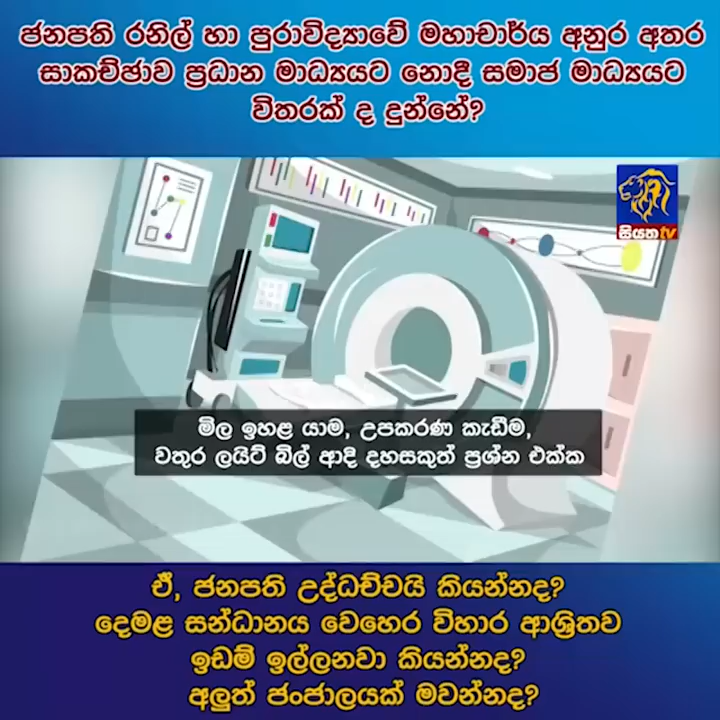 ජනපති රනිල් හා පුරාවිද්‍යාවේ මහාචාර්ය අනුර අතර
සාකච්ඡාව ප්‍රධාන මාධ්‍යයට නොදී සමාජ මාධ්‍යයට
විතරක් ද දුන්නේ?
සියත tv
මිල ඉහළ යාම, උපකරණ කැඩීම,
වතුර ලයිට් බිල් ආදි දහසකුත් ප්‍රශ්න එක්ක
ඒ, ජනපති උද්ධච්චයි කියන්නද?
දෙමළ සන්ධානය වෙහෙර විහාර ආශ්‍රිතව
ඉඩම් ඉල්ලනවා කියන්නද?
අලුත් ජංජාලයක් මවන්නද?